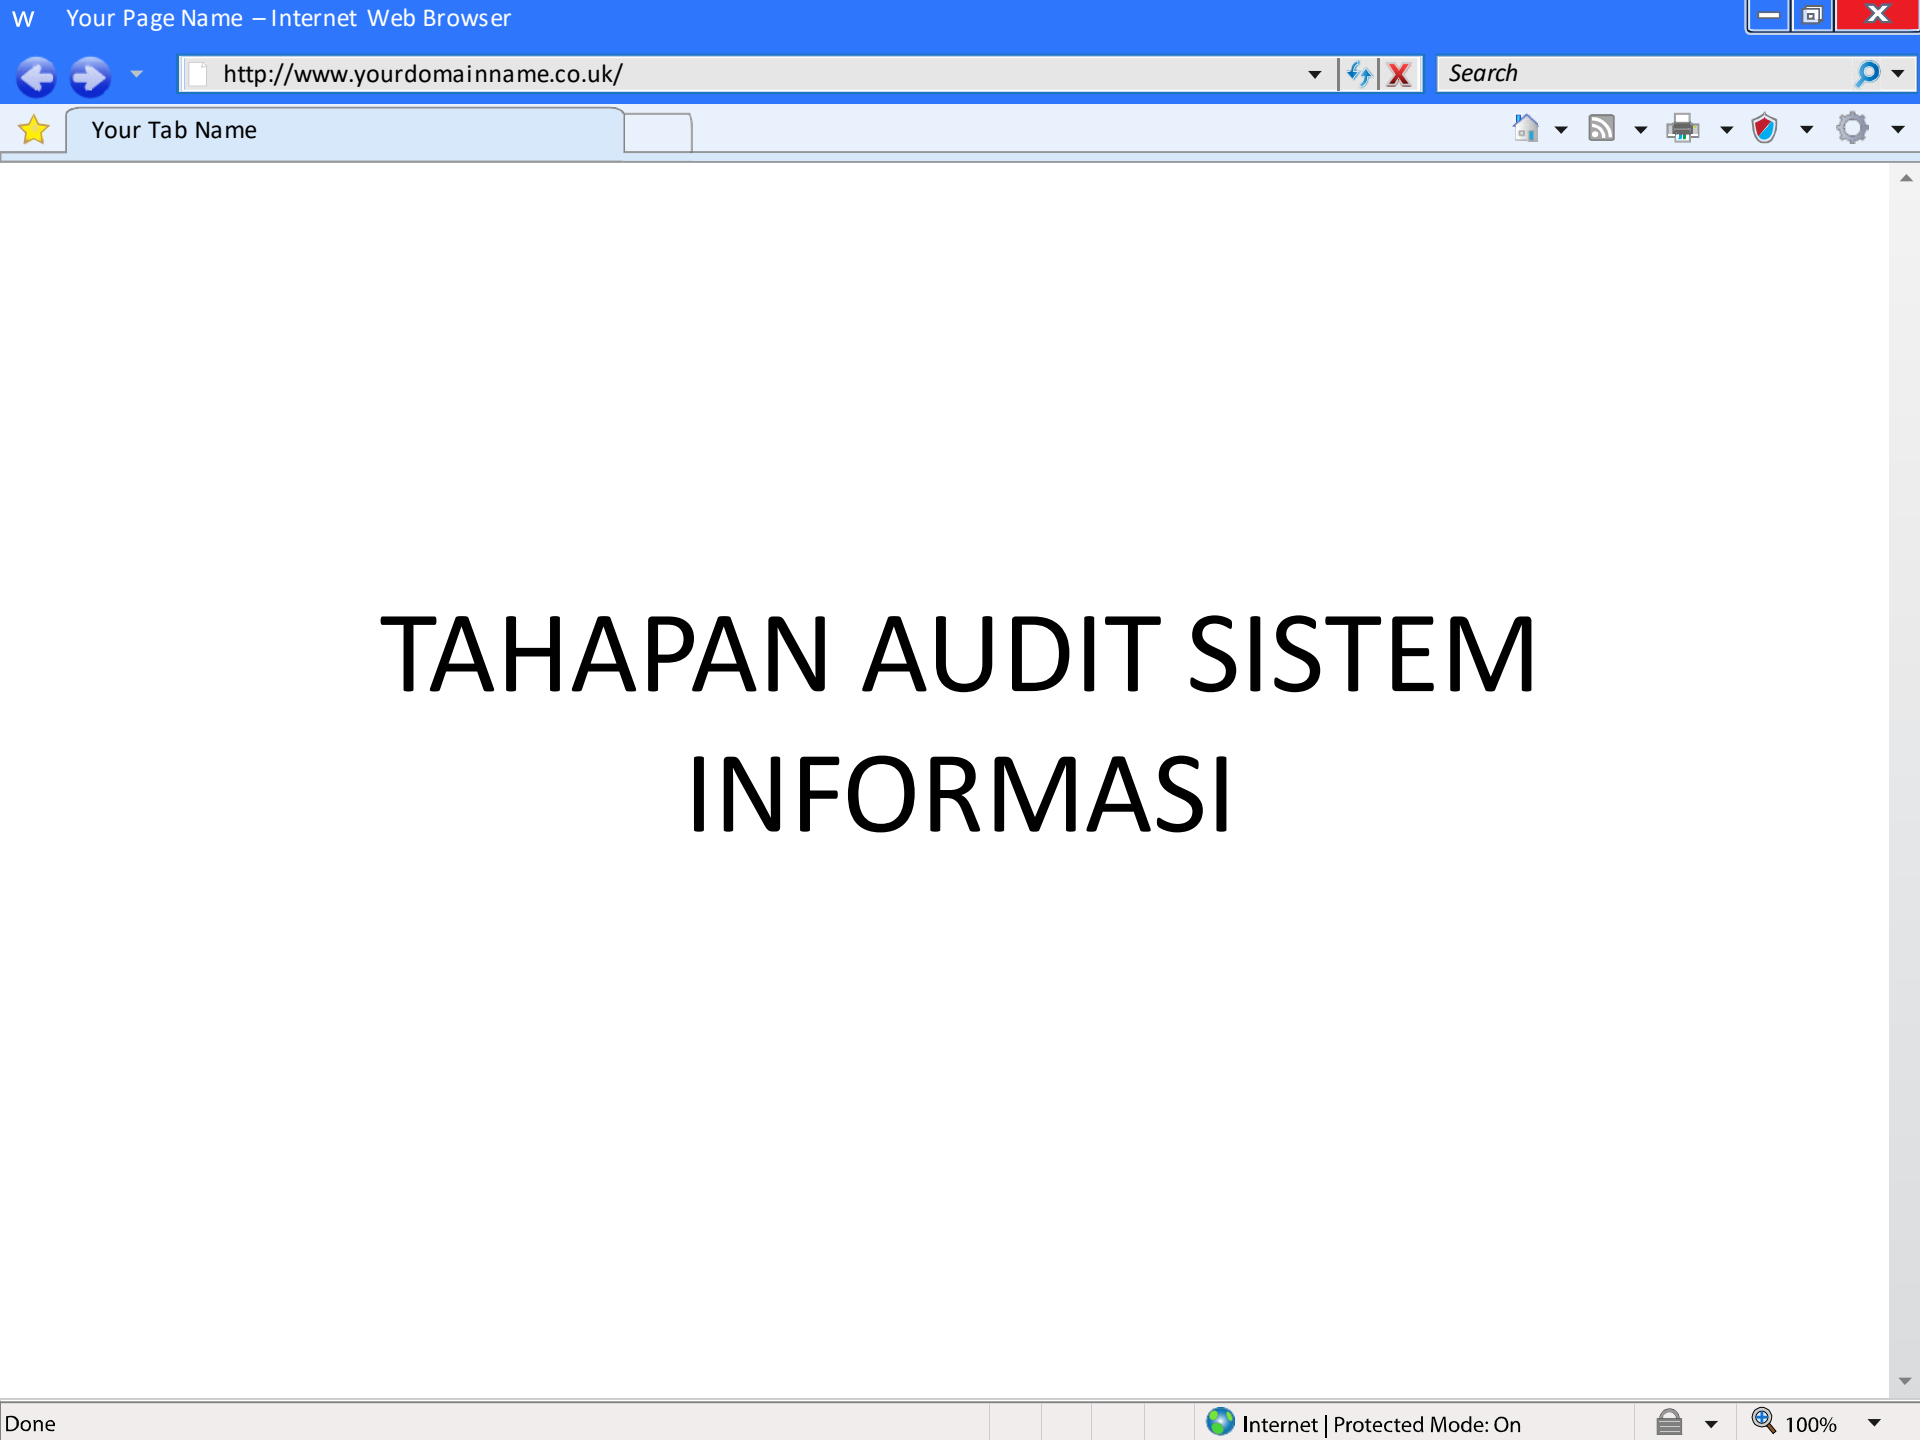 W Your Page Name – Internet Web Browser
http://www.yourdomainname.co.uk/
X
Search
Your Tab Name
TAHAPAN AUDIT SISTEM
INFORMASI
Done
Internet | Protected Mode: On
100%